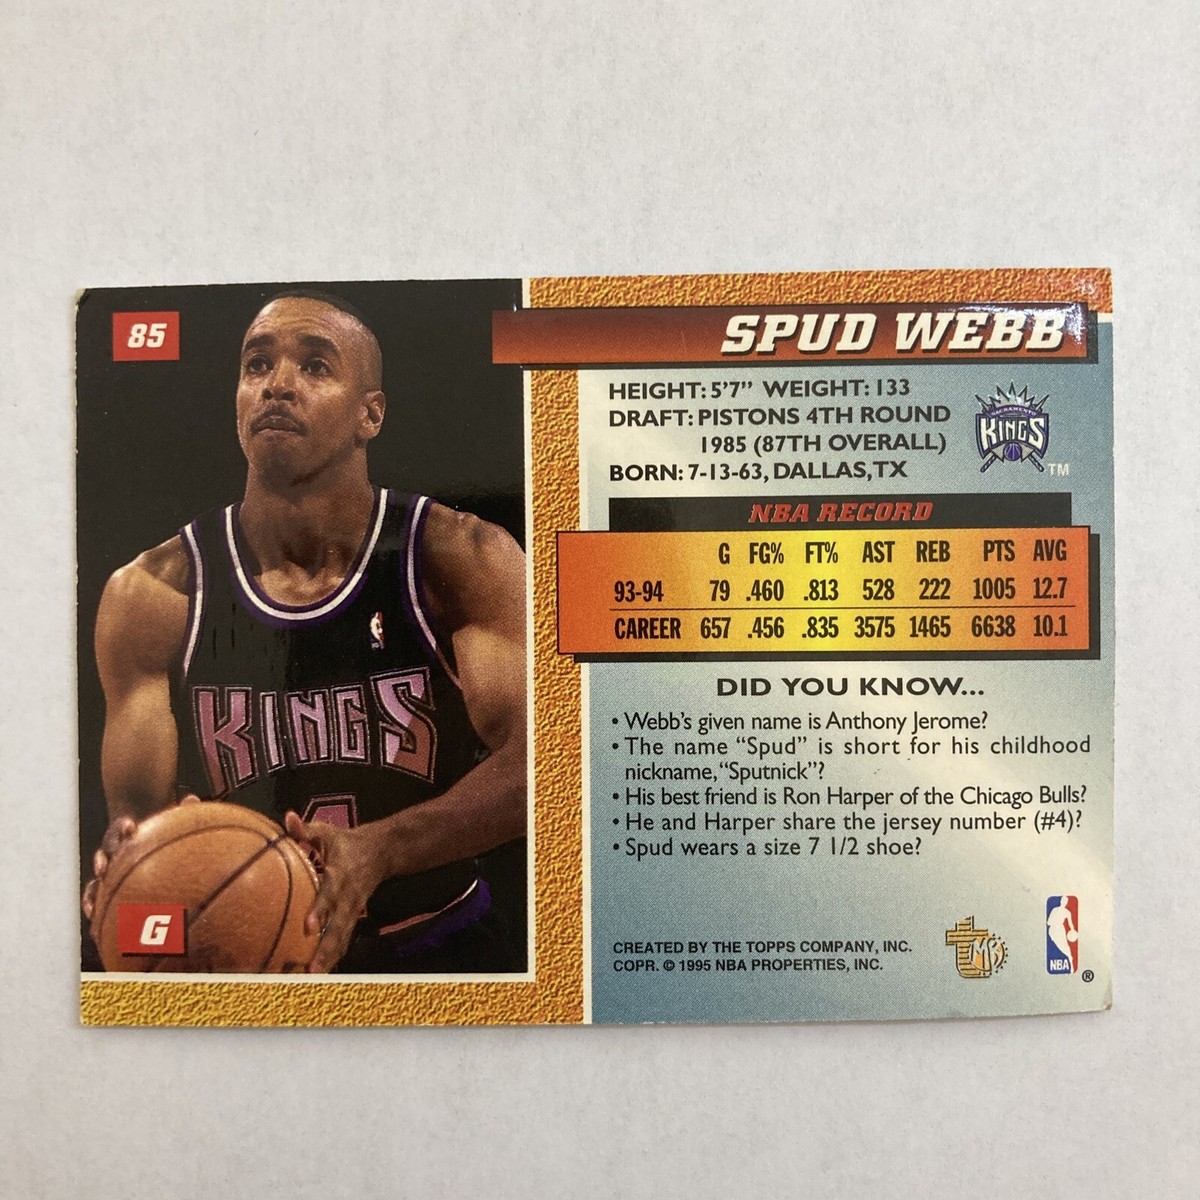 85
SPUD WEBB
HEIGHT: 5'7” WEIGHT: 133
DRAFT: PISTONS 4TH ROUND
1985 (87TH OVERALL)
BORN: 7-13-63, DALLAS, TX
SACRAMENTO
KINGS
TM
NBA RECORD
G FG% FT% AST REB PTS AVG
93-94 79 .460 .813 528 222 1005 12.7
CAREER 657 .456 .835 3575 1465 6638 10.1
DID YOU KNOW...
• Webb's given name is Anthony Jerome?
• The name “Spud” is short for his childhood
nickname, “Sputnick”?
• His best friend is Ron Harper of the Chicago Bulls?
• He and Harper share the jersey number (#4)?
• Spud wears a size 7 1/2 shoe?
KINGS
4
G
CREATED BY THE TOPPS COMPANY, INC.
COPR. © 1995 NBA PROPERTIES, INC.
NBA
®